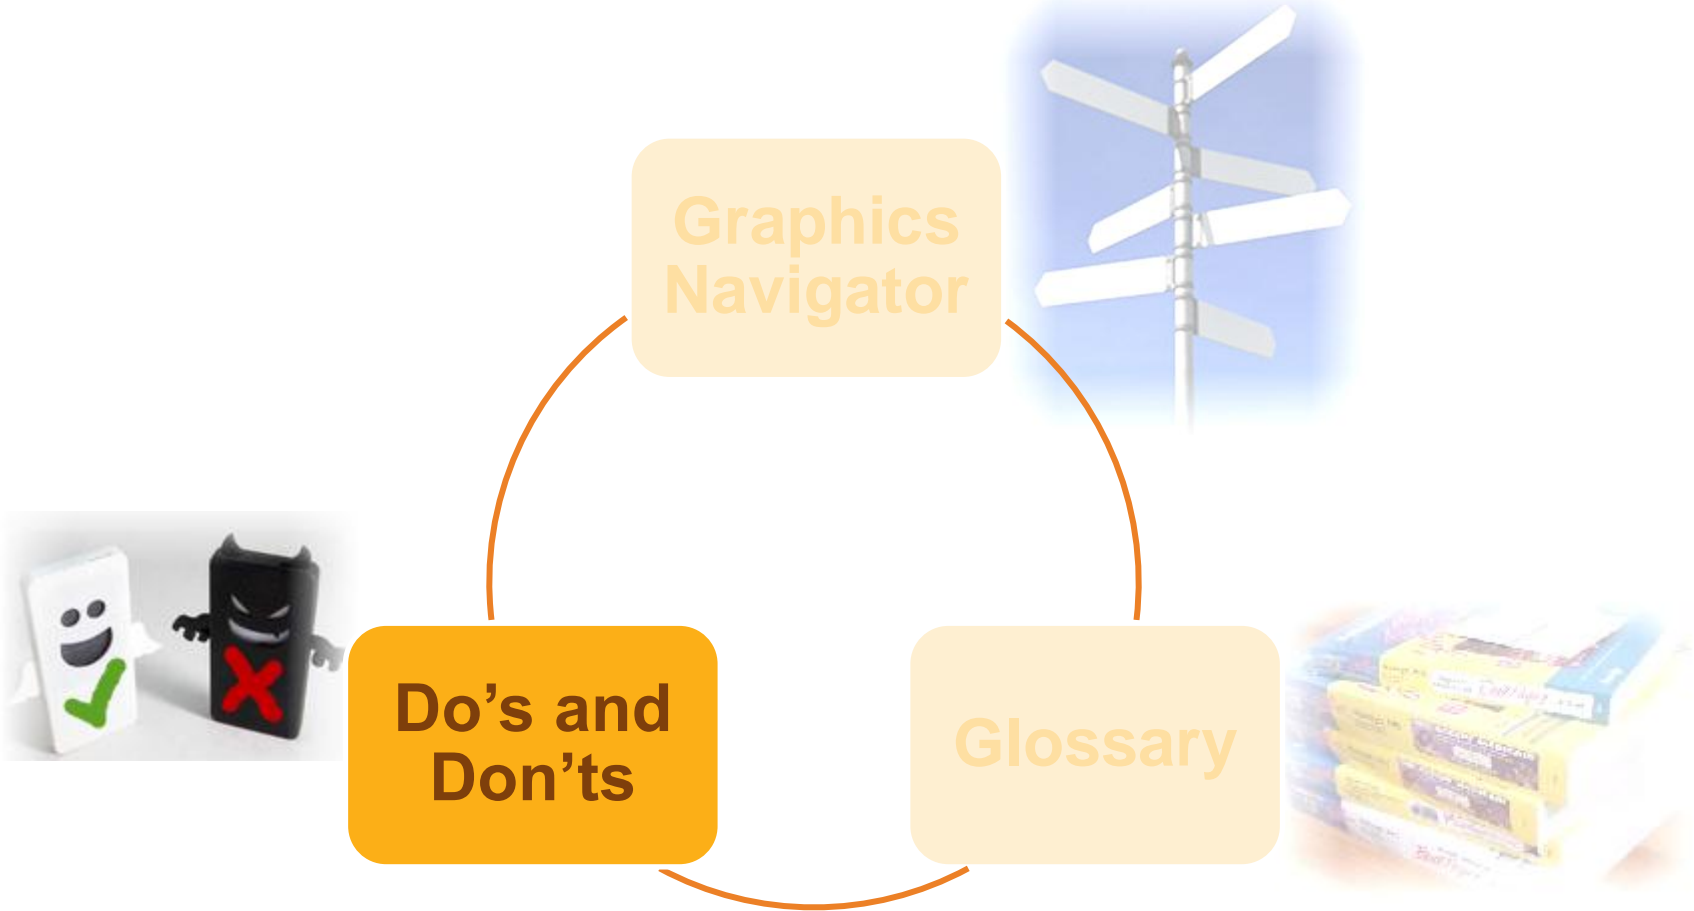 Graphics
Navigator
Do’s and
Don’ts
Glossary